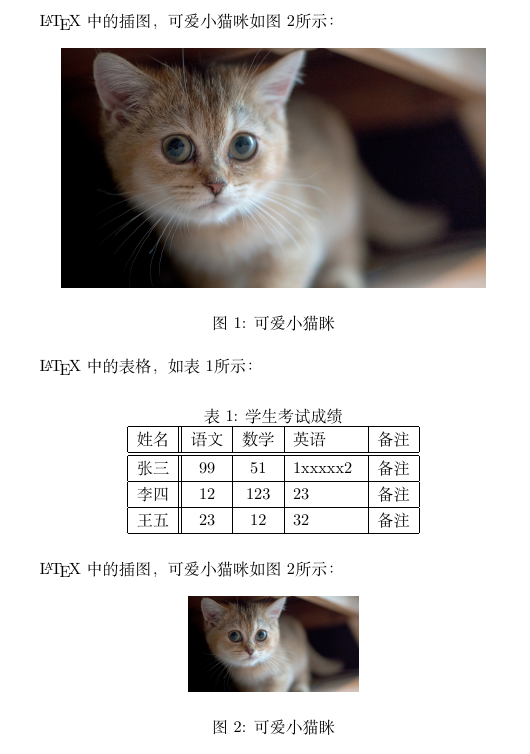 LATEX 中的插图，可爱小猫咪如图 2所示：
图 1: 可爱小猫咪
LATEX 中的表格，如表 1所示：
表 1: 学生考试成绩
姓名 语文 数学 英语 备注
张三 99 51 1xxxxx2 备注
李四 12 123 23 备注
王五 23 12 32 备注
LATEX 中的插图，可爱小猫咪如图 2所示：
图 2: 可爱小猫咪